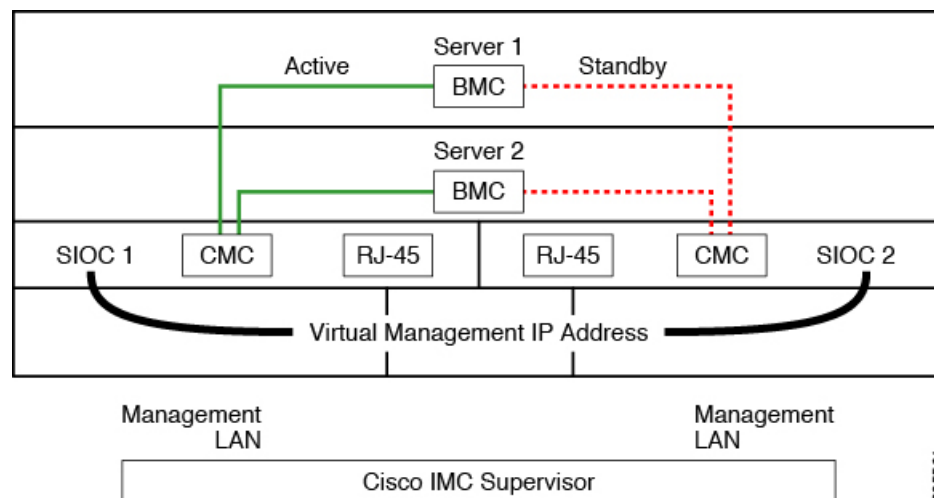 Server 1
Active
BMC
Standby
Server 2
BMC
SIOC 1
CMC
RJ-45
RJ-45
CMC
SIOC 2
Virtual Management IP Address
Management
LAN
Management
LAN
Cisco IMC Supervisor